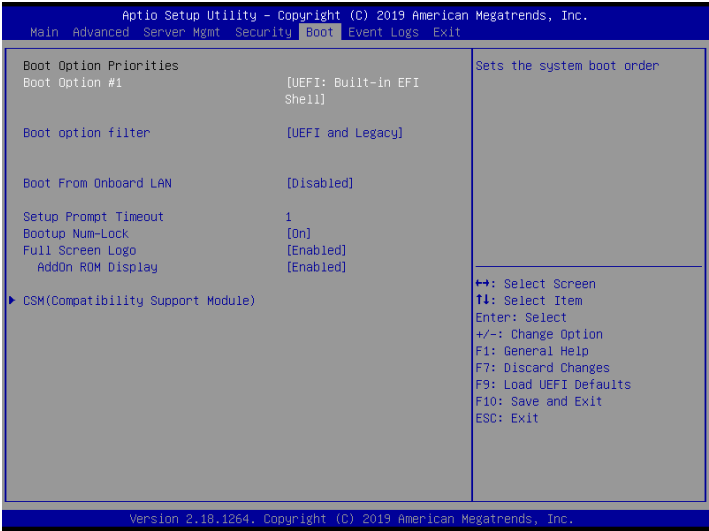 Aptio Setup Utility – Copyright (C) 2019 American Megatrends, Inc.
Main Advanced Server Mgmt Security Boot Event Logs Exit
Boot Option Priorities
Boot Option #1 [UEFI: Built-in EFI
Shell]
Boot option filter [UEFI and Legacy]
Boot From Onboard LAN [Disabled]
Setup Prompt Timeout 1
Bootup Num-Lock [On]
Full Screen Logo [Enabled]
AddOn ROM Display [Enabled]
CSM(Compatibility Support Module)
Sets the system boot order
↔: Select Screen
↑↓: Select Item
Enter: Select
+/-: Change Option
F1: General Help
F7: Discard Changes
F9: Load UEFI Defaults
F10: Save and Exit
ESC: Exit
Version 2.18.1264. Copyright (C) 2019 American Megatrends, Inc.